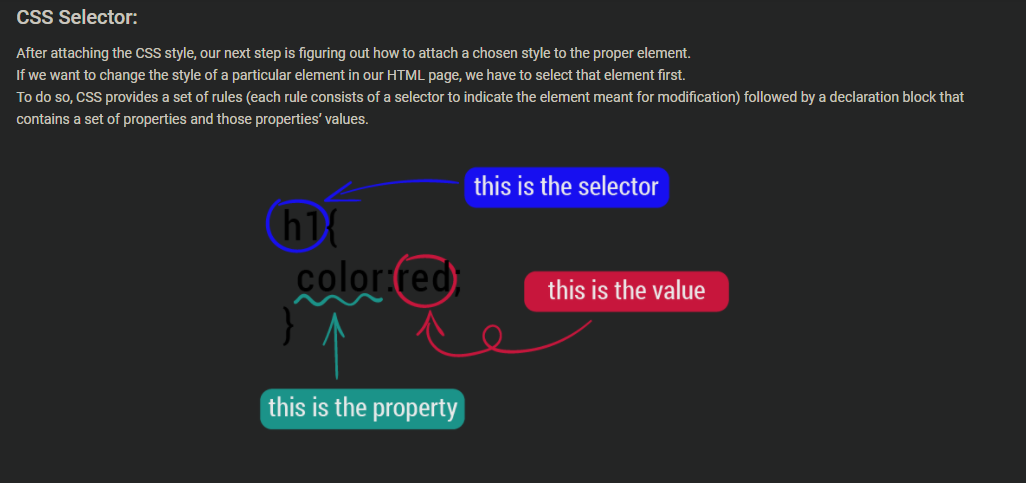 CSS Selector:
After attaching the CSS style, our next step is figuring out how to attach a chosen style to the proper element.
If we want to change the style of a particular element in our HTML page, we have to select that element first.
To do so, CSS provides a set of rules (each rule consists of a selector to indicate the element meant for modification) followed by a declaration block that
contains a set of properties and those properties’ values.
this is the selector
h1{
color:red;
this is the value
}
this is the property